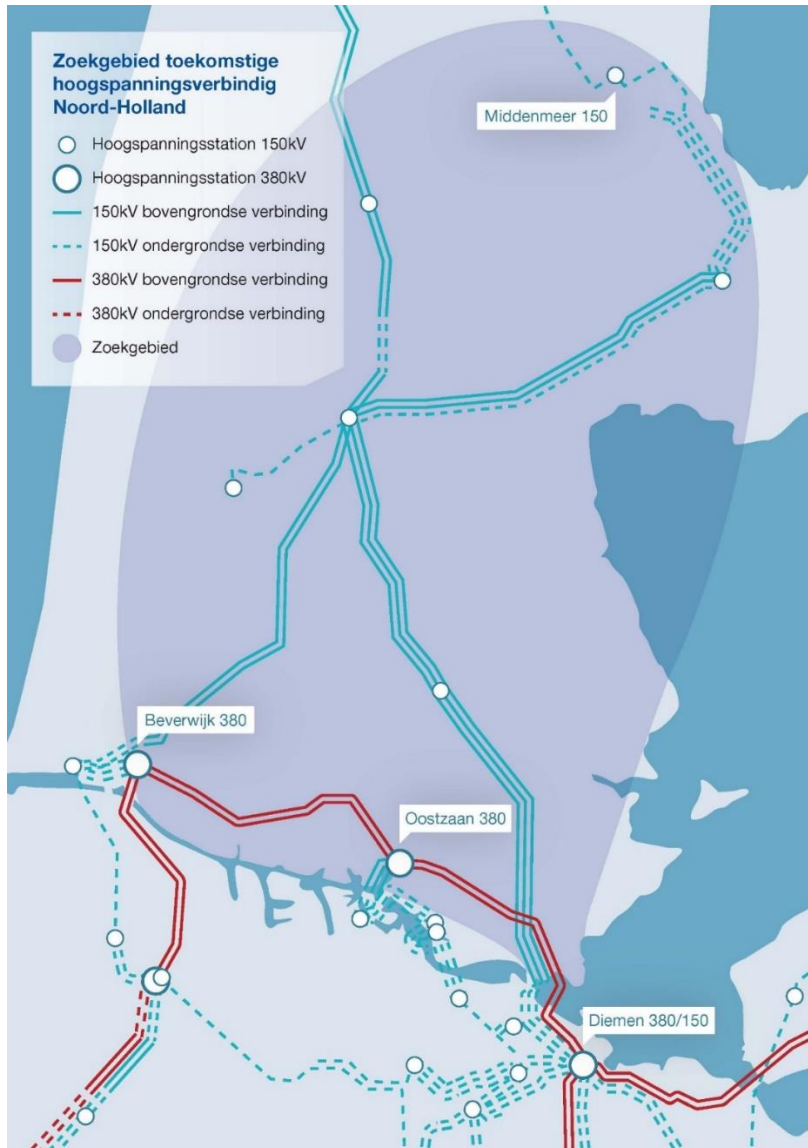 Zoekgebied toekomstige
hoogspanningsverbindig
Noord-Holland
Hoogspanningsstation 150kV
Hoogspanningsstation 380kV
150kV bovengrondse verbinding
150kV ondergrondse verbinding
380kV bovengrondse verbinding
380kV ondergrondse verbinding
Zoekgebied
Middenmeer 150
Beverwijk 380
Oostzaan 380
Diemen 380/150